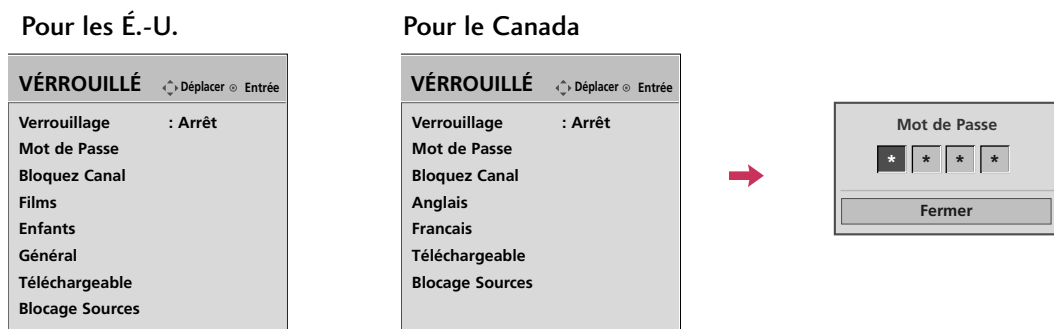 Pour les É.-U.
VÉRROUILLÉ Déplacer Entrée
Verrouillage : Arrêt
Mot de Passe
Bloquez Canal
Films
Enfants
Général
Téléchargeable
Blocage Sources
Pour le Canada
VÉRROUILLÉ Déplacer Entrée
Verrouillage : Arrêt
Mot de Passe
Bloquez Canal
Anglais
Francais
Téléchargeable
Blocage Sources
Mot de Passe
* * * *
Fermer